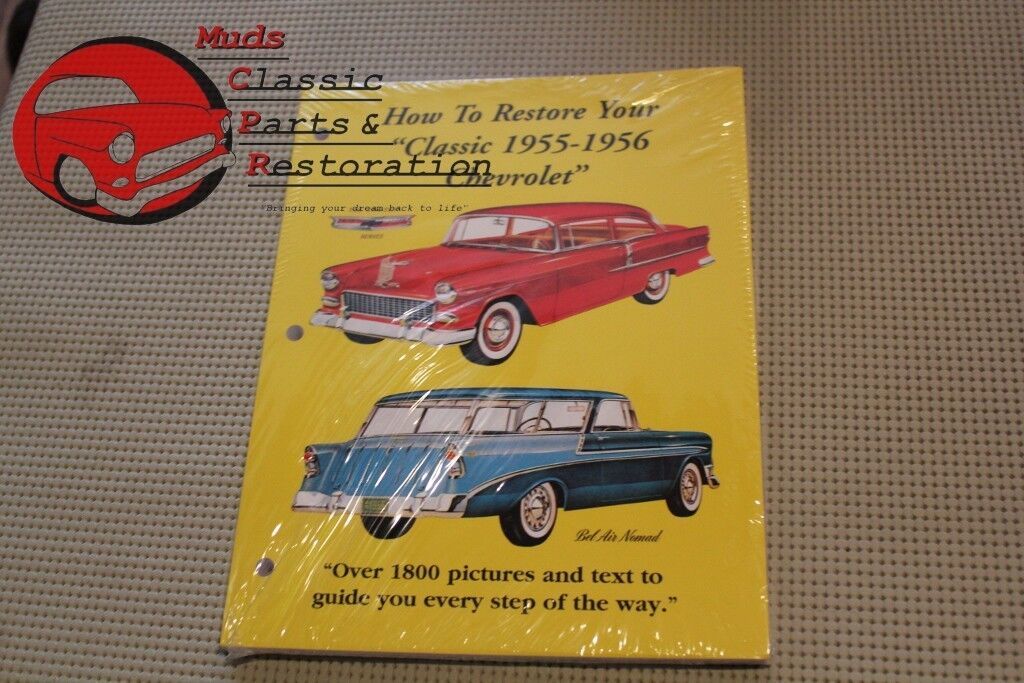 Muds
Classic
Parts &
Restoration
"Bringing your dream back to life"
How To Restore Your
"Classic 1955-1956
Chevrolet"
SERVICE
Bel Air Nomad
"Over 1800 pictures and text to
guide you every step of the way."